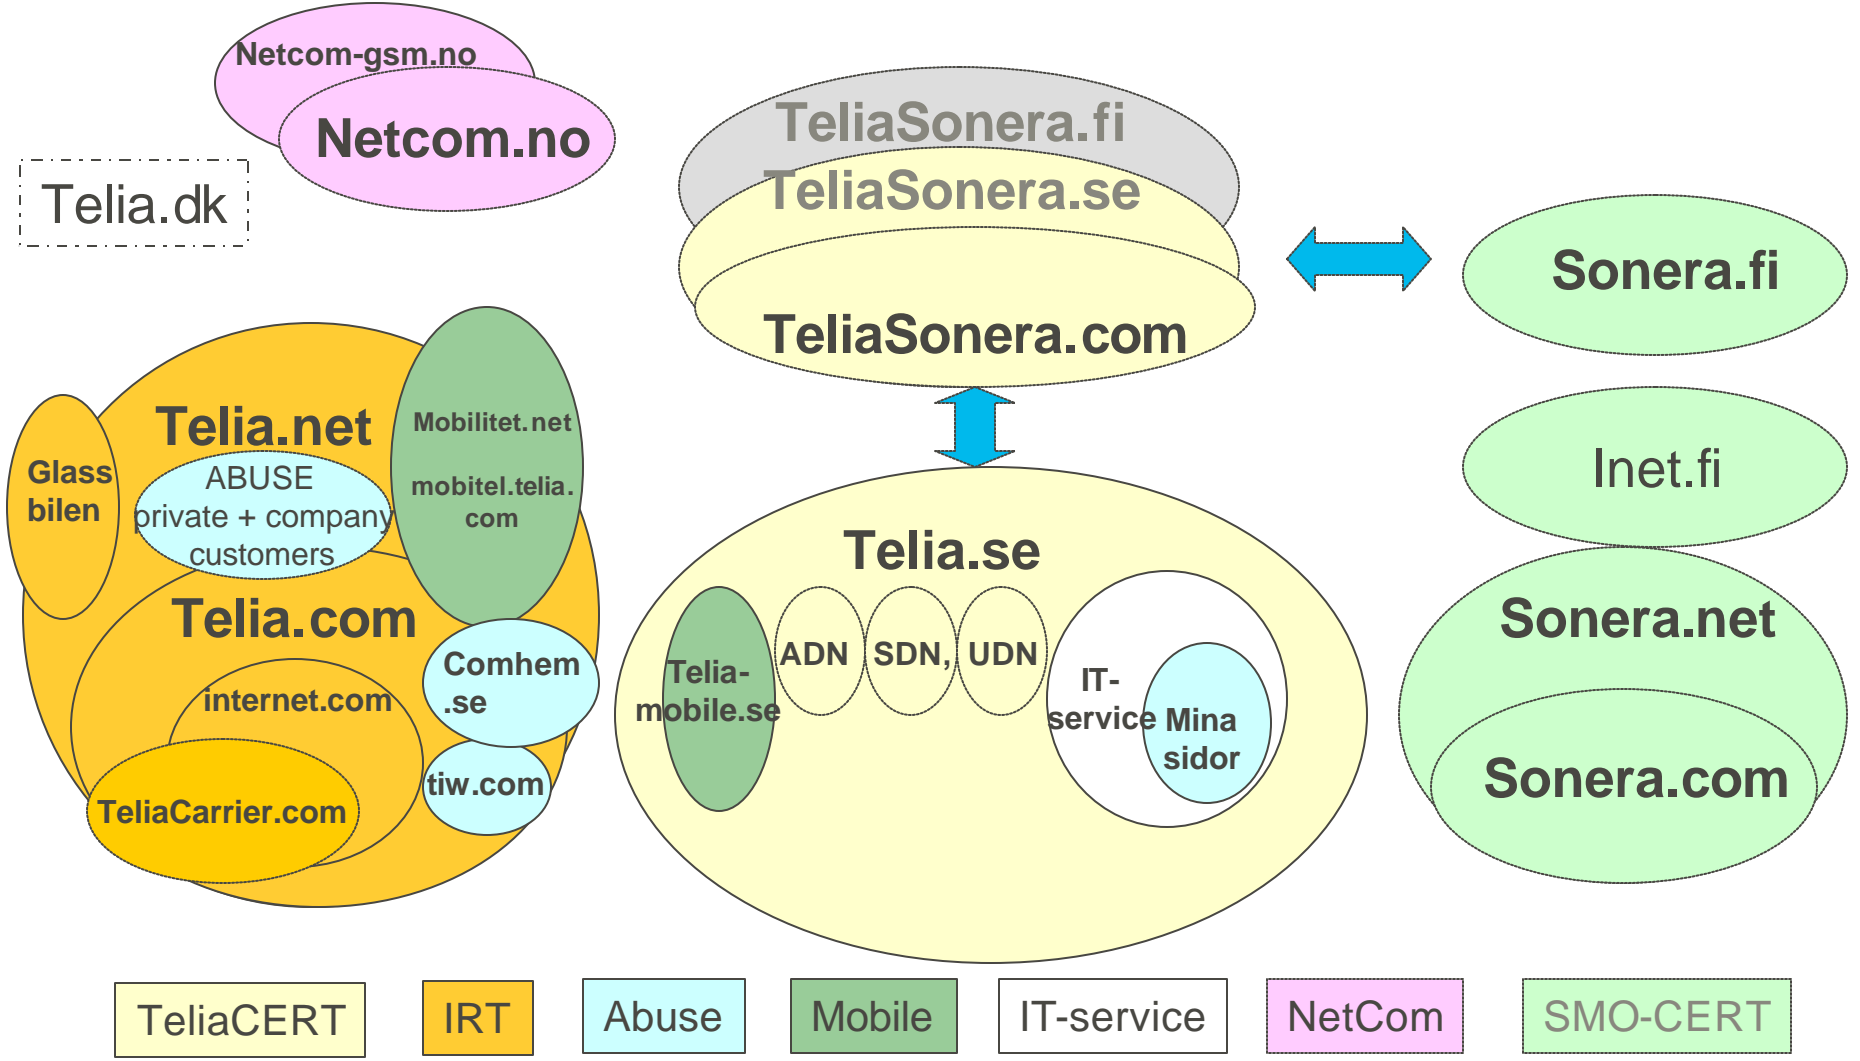 Netcom-gsm.no
Netcom.no
Telia.dk
TeliaSonera.fi
TeliaSonera.se
TeliaSonera.com
Sonera.fi
Inet.fi
Sonera.net
Sonera.com
Telia.net
Glass
bilen
ABUSE
private + company
customers
Mobilitet.net
mobitel.telia.
com
Telia.com
Comhem
.se
internet.com
tiw.com
TeliaCarrier.com
Telia.se
Telia-
mobile.se
ADN
SDN,
UDN
IT-
service
Mina
sidor
TeliaCERT
IRT
Abuse
Mobile
IT-service
NetCom
SMO-CERT